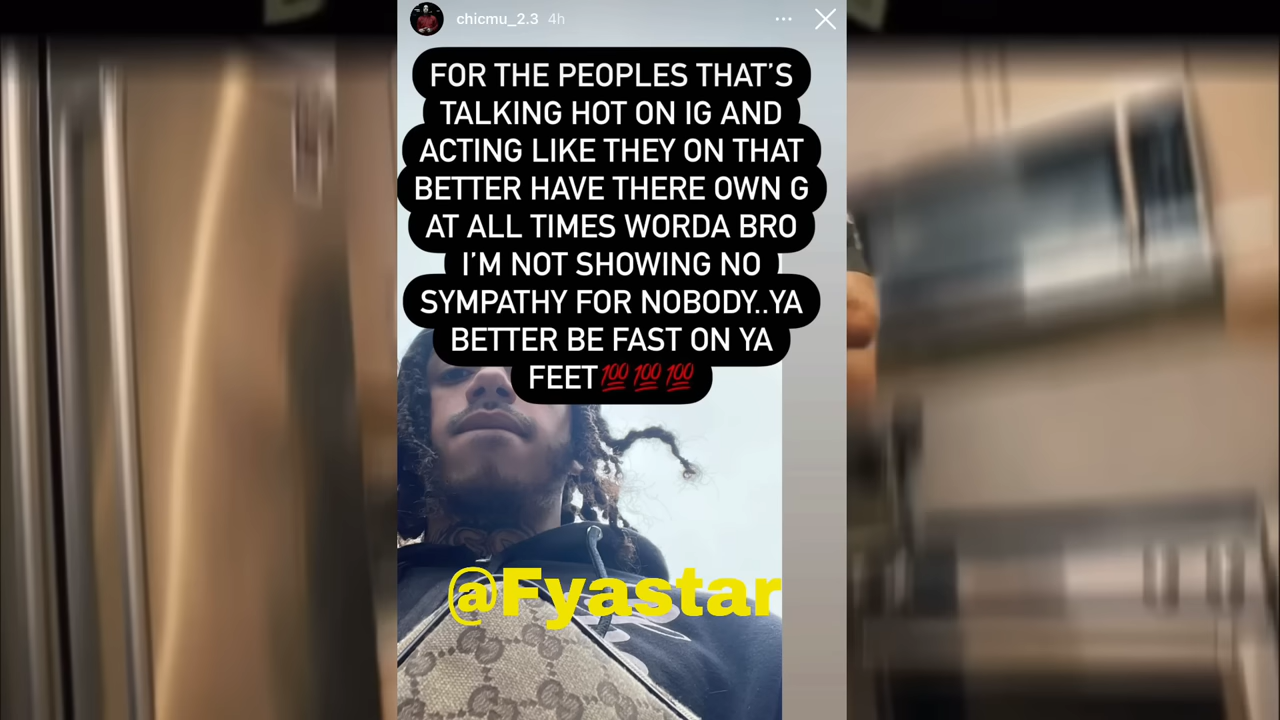 chicmu_2.3 4h
FOR THE PEOPLES THAT’S
TALKING HOT ON IG AND
ACTING LIKE THEY ON THAT
BETTER HAVE THERE OWN G
AT ALL TIMES WORDA BRO
I’M NOT SHOWING NO
SYMPATHY FOR NOBODY..YA
BETTER BE FAST ON YA
FEET💯💯💯
@Fyastar